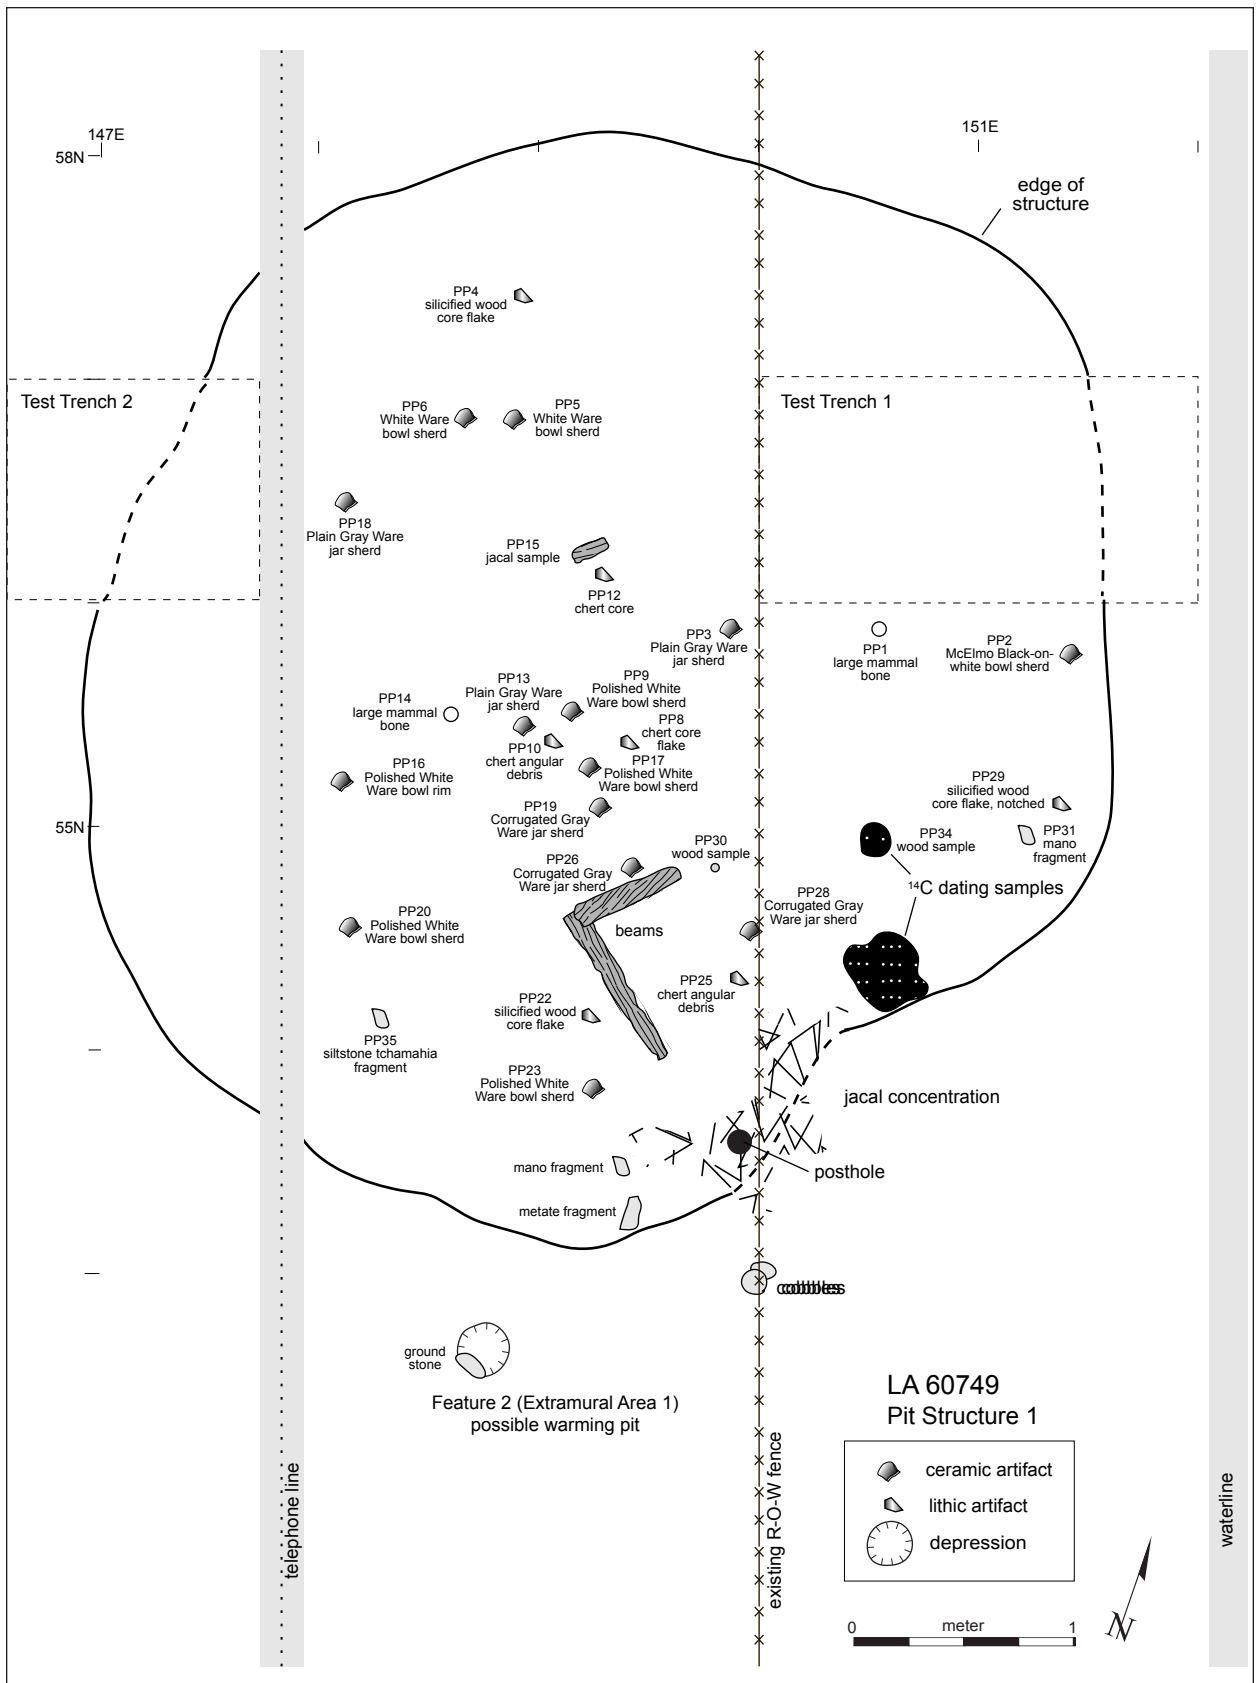 147E
151E
58N
edge of
structure
PP4
silicified wood
core flake
Test Trench 2
Test Trench 1
PP6
White Ware
bowl sherd
PP5
White Ware
bowl sherd
PP18
Plain Gray Ware
jar sherd
PP15
jacal sample
PP12
chert core
PP3
Plain Gray Ware
jar sherd
PP1
large mammal
bone
PP2
McElmo Black-on-
white bowl sherd
PP14
large mammal
bone
PP13
Plain Gray Ware
jar sherd
PP9
Polished White
Ware bowl sherd
PP8
chert core
flake
PP10
chert angular
debris
PP17
Polished White
Ware bowl sherd
PP16
Polished White
Ware bowl rim
PP19
Corrugated Gray
Ware jar sherd
PP29
silicified wood
core flake, notched
55N
PP34
wood sample
PP31
mano
fragment
PP30
wood sample
PP26
Corrugated Gray
Ware jar sherd
¹⁴C dating samples
PP28
Corrugated Gray
Ware jar sherd
PP20
Polished White
Ware bowl sherd
beams
PP25
chert angular
debris
PP22
silicified wood
core flake
PP35
siltstone tchamahia
fragment
PP23
Polished White
Ware bowl sherd
jacal concentration
mano fragment
posthole
metate fragment
cobbles
ground
stone
Feature 2 (Extramural Area 1)
possible warming pit
LA 60749
Pit Structure 1
ceramic artifact
lithic artifact
depression
telephone line
existing R-O-W fence
waterline
0 meter 1
N